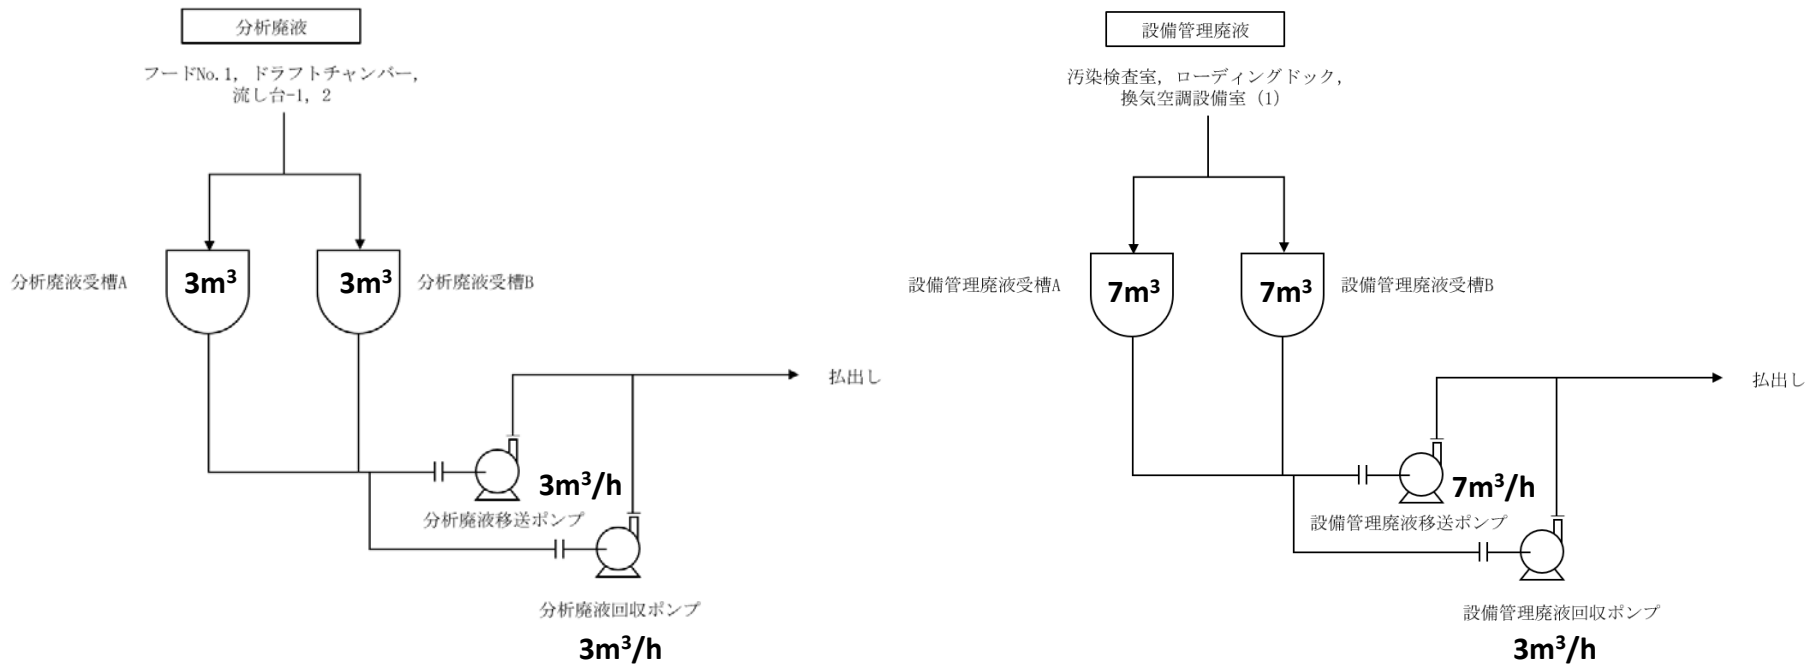 分析廃液
フードNo.1, ドラフトチャンバー,
流し台-1, 2
分析廃液受槽A
3m³
3m³
分析廃液受槽B
払出し
3m³/h
分析廃液移送ポンプ
分析廃液回収ポンプ
3m³/h
設備管理廃液
汚染検査室, ローディングドック,
換気空調設備室 (1)
設備管理廃液受槽A
7m³
7m³
設備管理廃液受槽B
払出し
7m³/h
設備管理廃液移送ポンプ
設備管理廃液回収ポンプ
3m³/h